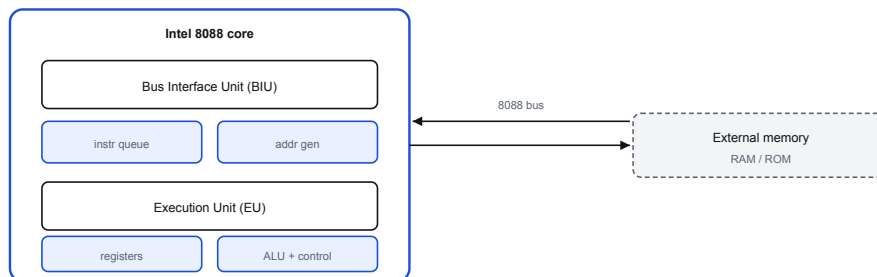 Intel 8088 core
Bus Interface Unit (BIU)
instr queue
addr gen
Execution Unit (EU)
registers
ALU + control
8088 bus
External memory
RAM / ROM